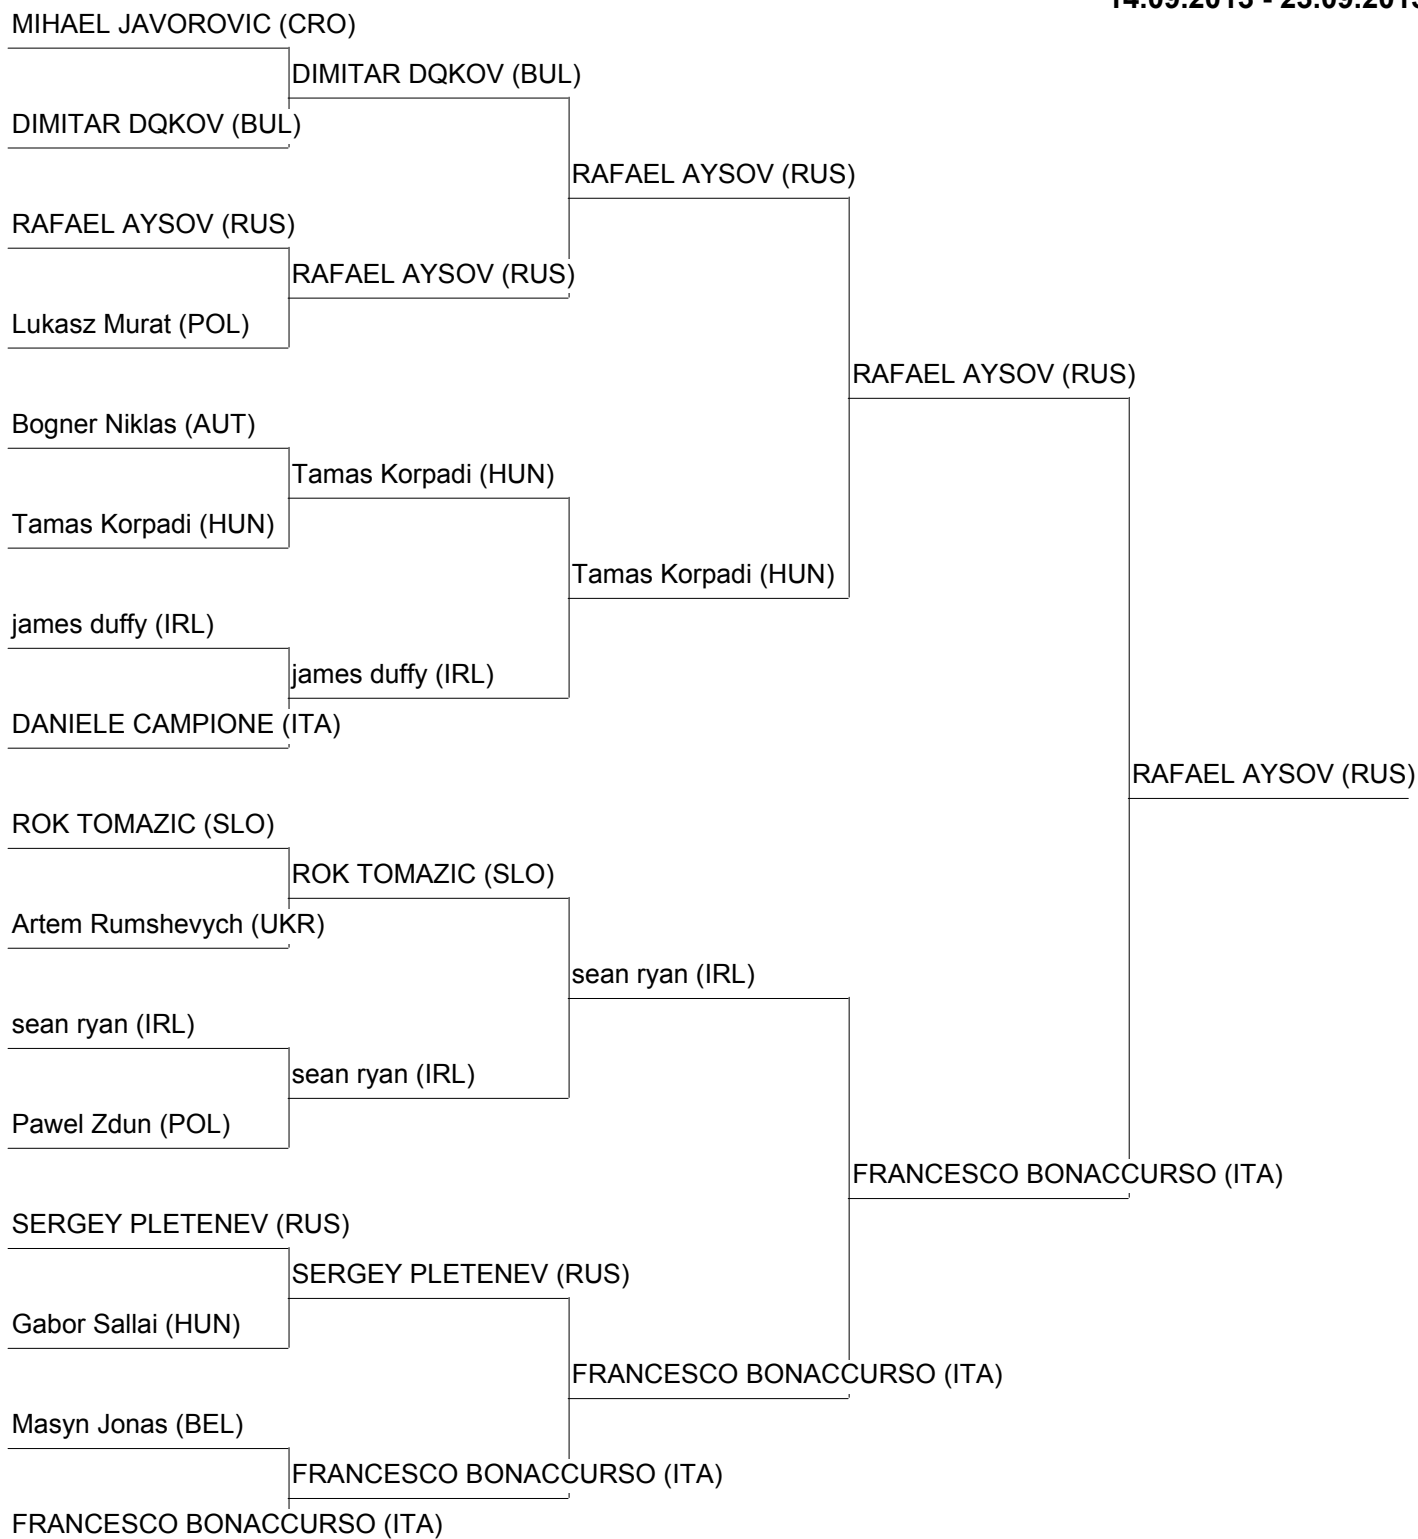 MIHAEL JAVOROVIC (CRO)
DIMITAR DQKOV (BUL)
DIMITAR DQKOV (BUL)
RAFAEL AYSOV (RUS)
RAFAEL AYSOV (RUS)
RAFAEL AYSOV (RUS)
Lukasz Murat (POL)
RAFAEL AYSOV (RUS)
Bogner Niklas (AUT)
Tamas Korpadi (HUN)
Tamas Korpadi (HUN)
Tamas Korpadi (HUN)
james duffy (IRL)
james duffy (IRL)
DANIELE CAMPIONE (ITA)
RAFAEL AYSOV (RUS)
ROK TOMAZIC (SLO)
ROK TOMAZIC (SLO)
Artem Rumshevych (UKR)
sean ryan (IRL)
sean ryan (IRL)
sean ryan (IRL)
Pawel Zdun (POL)
FRANCESCO BONACCURSO (ITA)
SERGEY PLETENEV (RUS)
SERGEY PLETENEV (RUS)
Gabor Sallai (HUN)
FRANCESCO BONACCURSO (ITA)
Masyn Jonas (BEL)
FRANCESCO BONACCURSO (ITA)
FRANCESCO BONACCURSO (ITA)